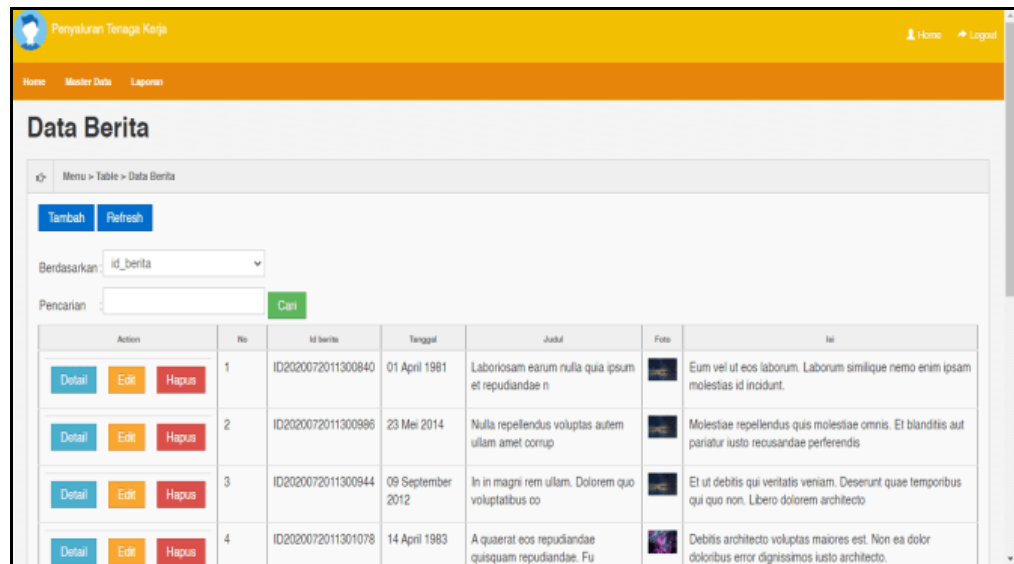 Penyaluran Tenaga Kerja
Home Logout
Home Master Data Laporan
Data Berita
Menu > Table > Data Berita
Tambah Refresh
Berdasarkan : id_berita
Pencarian :
Cari
Action No Id berita Tanggal Judul Foto Isi
Detail Edit Hapus 1 ID2020072011300840 01 April 1981 Laboriosam earum nulla quia ipsum Eum vel ut eos laborum. Laborum similique nemo enim ipsam
et repudiandae n molestias id incidunt.
Detail Edit Hapus 2 ID2020072011300986 23 Mei 2014 Nulla repellendus voluptas autem Molestiae repellendus quis molestiae omnis. Et blanditiis aut
ullam amet corrup pariatur iusto recusandae perferendis
Detail Edit Hapus 3 ID2020072011300944 09 September In in magni rem ullam. Dolorem quo Et ut debitis qui veritatis veniam. Deserunt quae temporibus
2012 voluptatibus co qui quo non. Libero dolorem architecto
Detail Edit Hapus 4 ID2020072011301078 14 April 1983 A quaerat eos repudiandae Debitis architecto voluptas maiores est. Non ea dolor
quisquam repudiandae. Fu doloribus error dignissimos iusto architecto.